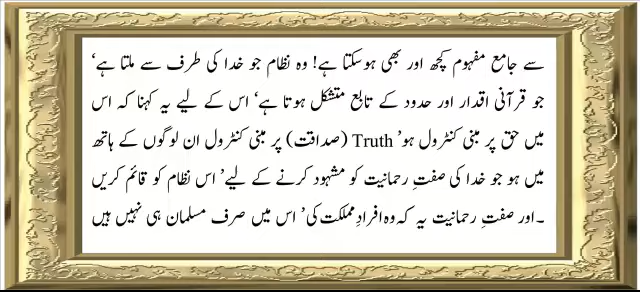 سے جامع مفہوم کچھ اور بھی ہوسکتا ہے! وہ نظام جو خدا کی طرف سے ملتا ہے‘
جو قرآنی اقدار اور حدود کے تابع متشکل ہوتا ہے‘ اس کے لیے یہ کہنا کہ اس
میں حق پر مبنی کنٹرول ہو’ Truth (صداقت) پر مبنی کنٹرول ان لوگوں کے ہاتھ
میں ہو جو خدا کی صفتِ رحمانیت کو مشہود کرنے کے لیے’ اس نظام کو قائم کریں
۔اور صفتِ رحمانیت یہ کہ وہ افرادِ مملکت کی’ اس میں صرف مسلمان ہی نہیں ہیں